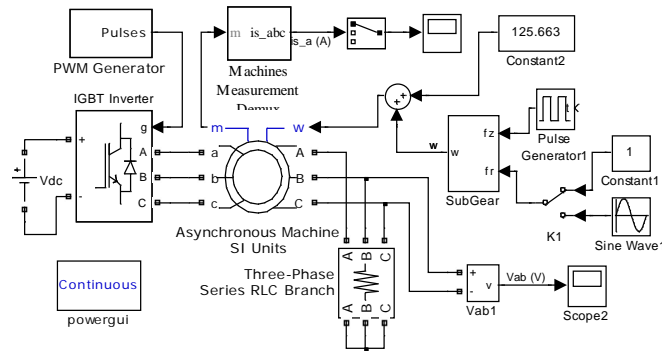 Pulses
PWM Generator
m is_abc
is_a (A)
Machines
Measurement
Demux
125.663
Constant2
IGBT Inverter
g
A
B
C
+
-
Vdc
m
w
a
b
c
A
B
C
Asynchronous Machine
SI Units
w
w
fz
fr
SubGear
Pulse
Generator1
1
Constant1
K1
Sine Wave1
Continuous
powergui
Three-Phase
Series RLC Branch
A B C
A B C
+
-
v
Vab1
Vab (V)
Scope2